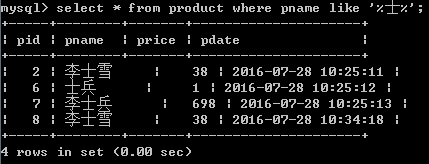 mysql> select * from product where pname like '%士%';
+-----+--------+-------+---------------------+
| pid | pname | price | pdate |
+-----+--------+-------+---------------------+
| 2 | 李士雪 | 38 | 2016-07-28 10:25:11 |
| 6 | 士兵 | 1 | 2016-07-28 10:25:12 |
| 7 | 李士兵 | 698 | 2016-07-28 10:25:13 |
| 8 | 李士雪 | 38 | 2016-07-28 10:34:18 |
+-----+--------+-------+---------------------+
4 rows in set (0.00 sec)